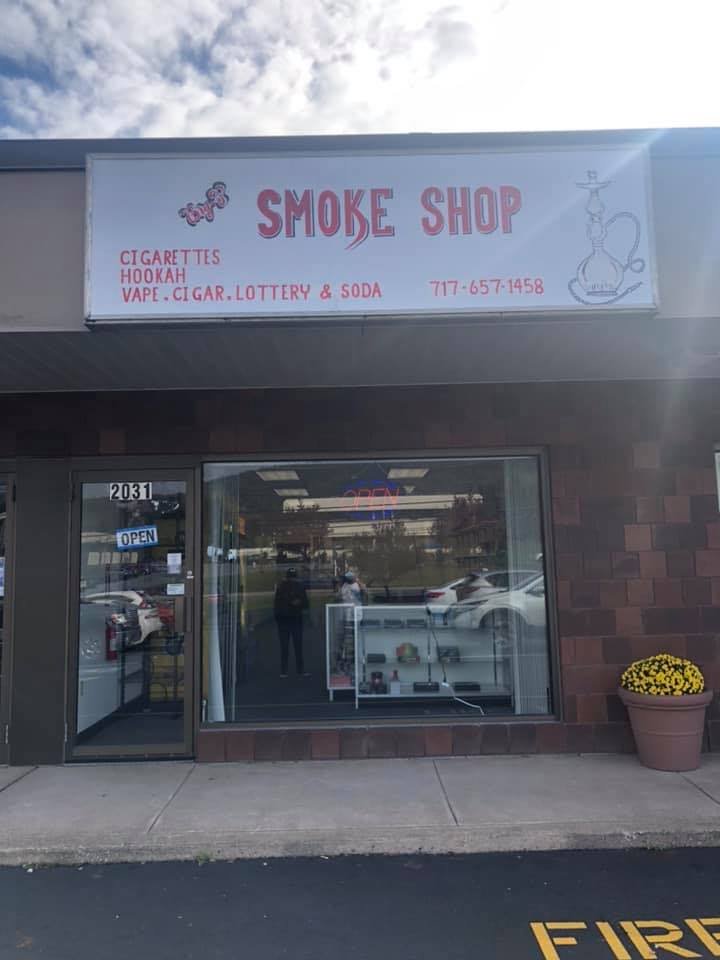 SMOKE SHOP
CIGARETTES
HOOKAH
VAPE.CIGAR.LOTTERY & SODA
717-657-1458
2031
OPEN
OPEN
FIRE